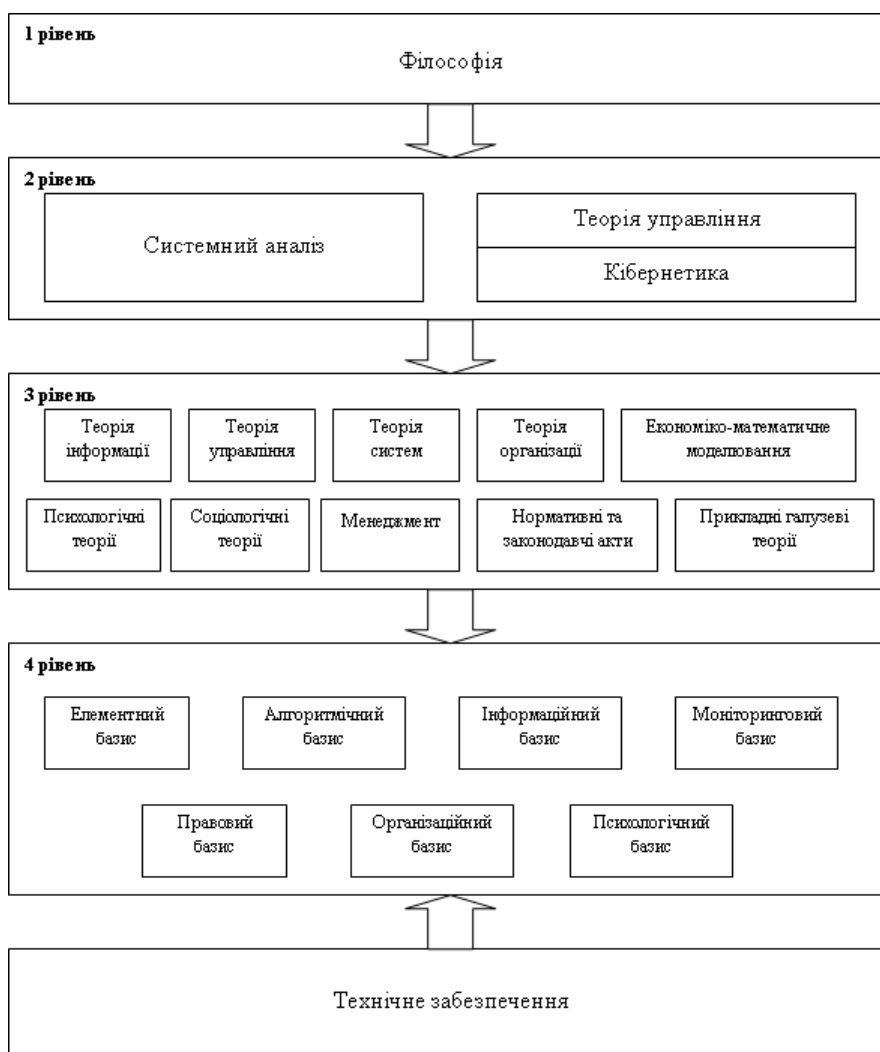 1 рівень
Філософія
2 рівень
Системний аналіз
Теорія управління
Кібернетика
3 рівень
Теорія
інформації
Теорія
управління
Теорія
систем
Теорія
організації
Економіко-математичне
моделювання
Психологічні
теорії
Соціологічні
теорії
Менеджмент
Нормативні та
законодавчі акти
Прикладні галузеві
теорії
4 рівень
Елементний
базис
Алгоритмічний
базис
Інформаційний
базис
Моніторинговий
базис
Правовий
базис
Організаційний
базис
Психологічний
базис
Технічне забезпечення